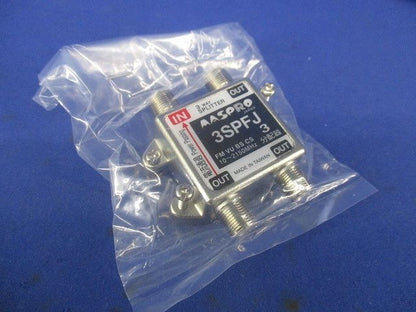 3 WAY
SPLITTER
IN
OUT
MASPRO
3SPFJ
3
分配器
FM VU BS CS
10~2150MHz
MADE IN TAIWAN
OUT
OUT